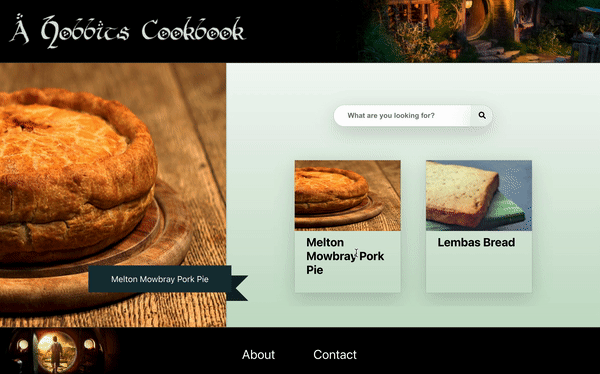 A Hobbits Cookbook
What are you looking for?
Melton
Mowbray Pork
Pie
Lembas Bread
Melton Mowbray Pork Pie
About
Contact